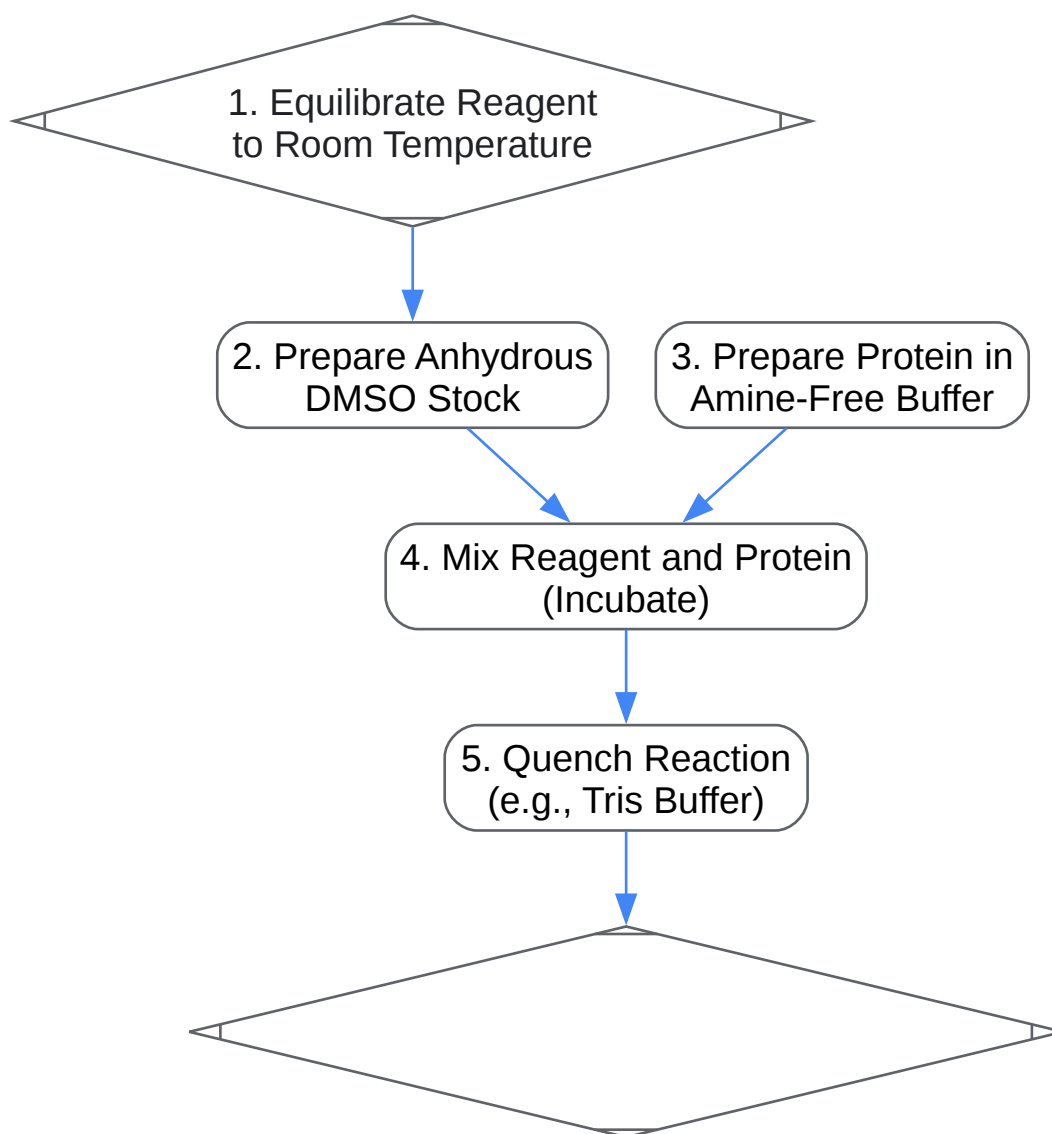 1. Equilibrate Reagent
to Room Temperature
2. Prepare Anhydrous
DMSO Stock
3. Prepare Protein in
Amine-Free Buffer
4. Mix Reagent and Protein
(Incubate)
5. Quench Reaction
(e.g., Tris Buffer)